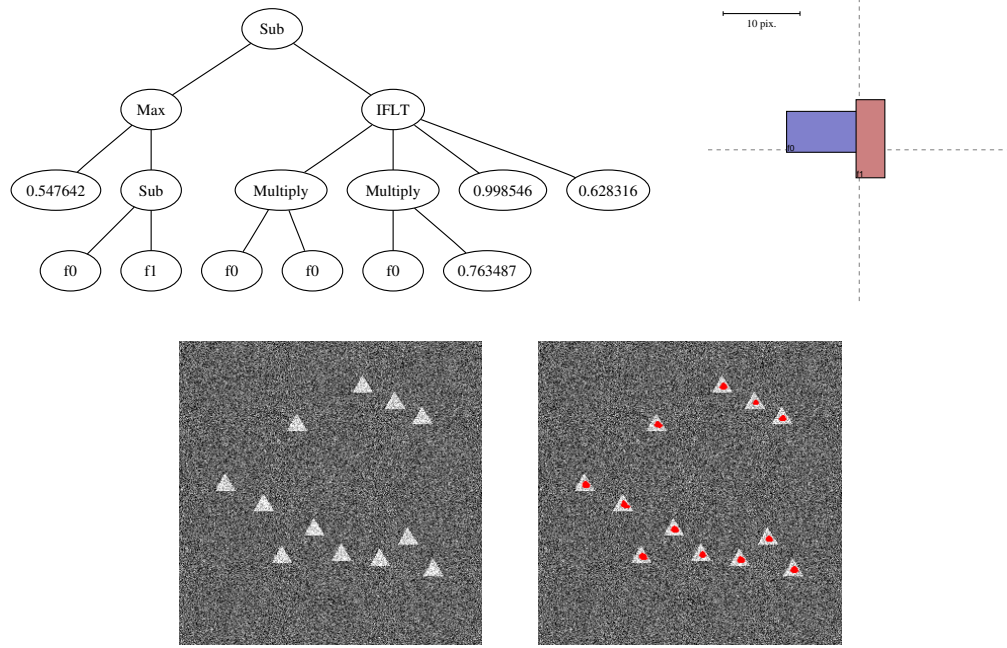 Sub
Max IFLT
0.547642 Sub Multiply Multiply 0.998546 0.628316
f0 f1 f0 f0 f0 0.763487
10 pix.
f0
f1